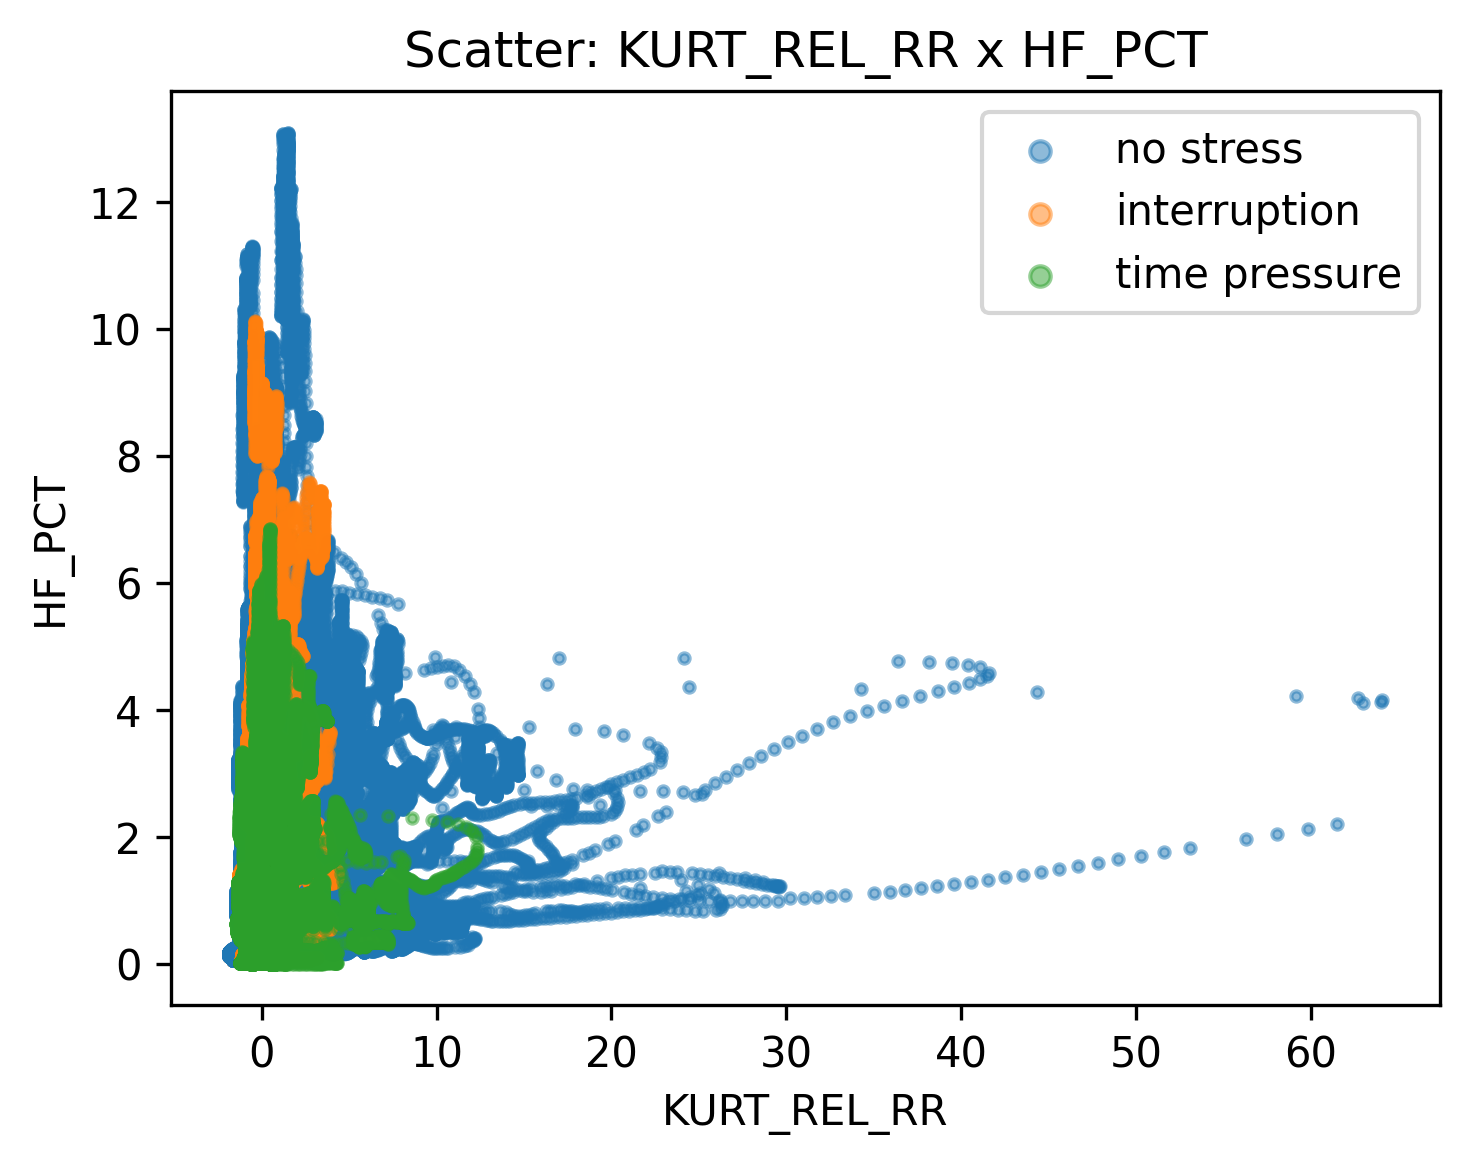 Scatter: KURT_REL_RR x HF_PCT
no stress
interruption
time pressure
HF_PCT
12
10
8
6
4
2
0
0 10 20 30 40 50 60
KURT_REL_RR